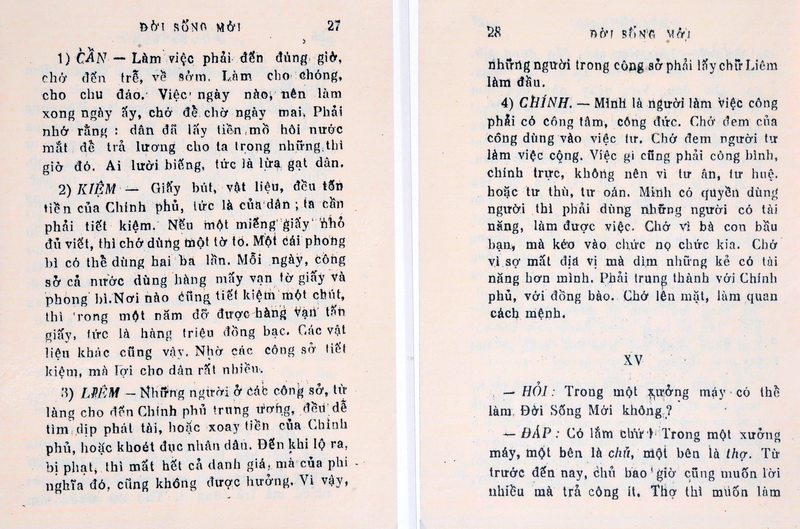 ĐỜI SỐNG MỚI 27
1) CẦN — Làm việc phải đến đúng giờ,
chớ đến trễ, về sớm. Làm cho chóng,
cho chu đáo. Việc ngày nào, nên làm
xong ngày ấy, chớ để chờ ngày mai. Phải
nhớ rằng : dân đã lấy tiền mồ hôi nước
mắt để trả lương cho ta trong những thì
giờ đó. Ai lười biếng, tức là lừa gạt dân.
2) KIỆM — Giấy bút, vật liệu, đều tốn
tiền của Chính phủ, tức là của dân ; ta cần
phải tiết kiệm. Nếu một miếng giấy nhỏ
đủ viết, thì chớ dùng một tờ to. Một cái phong
bì có thể dùng hai ba lần. Mỗi ngày, công
sở cả nước dùng hàng mấy vạn tờ giấy và
phong bì. Nơi nào cũng tiết kiệm một chút,
thì rong một năm đỡ được hàng vạn tấn
giấy, tức là hàng triệu đồng bạc. Các vật
liệu khác cũng vậy. Nhờ các công sở tiết
kiệm, mà lợi cho dân rất nhiều.
3) LIÊM — Những người ở các công sở, từ
làng cho đến Chính phủ trung ương, đều dễ
tìm dịp phát tài, hoặc xoay tiền của Chính
phủ, hoặc khoét đục nhân dân. Đến khi lộ ra,
bị phạt, thì mất hết cả danh giá, mà của phi
nghĩa đó, cũng không được hưởng. Vì vậy,
28 ĐỜI SỐNG MỚI
những người trong công sở phải lấy chữ Liêm
làm đầu.
4) CHÍNH. — Mình là người làm việc công
phải có công tâm, công đức. Chớ đem của
công dùng vào việc tư. Chớ đem người tư
làm việc công. Việc gì cũng phải công bình,
chính trực, không nên vì tư ân, tư huệ.
hoặc tư thù, tư oán. Mình có quyền dùng
người thì phải dùng những người có tài
năng, làm được việc. Chớ vì bà con bầu
bạn, mà kéo vào chức nọ chức kia. Chớ
vì sợ mất địa vị mà dìm những kẻ có tài
năng hơn mình. Phải trung thành với Chính
phủ, với đồng bào. Chớ lên mặt, làm quan
cách mệnh.
XV
— HỎI : Trong một xưởng máy có thể
làm Đời Sống Mới không ?
— ĐÁP : Có lắm chứ ! Trong một xưởng
máy, một bên là chủ, một bên là thợ. Từ
trước đến nay, chủ bao giờ cũng muốn lời
nhiều mà trả công ít. Thợ thì muốn làm